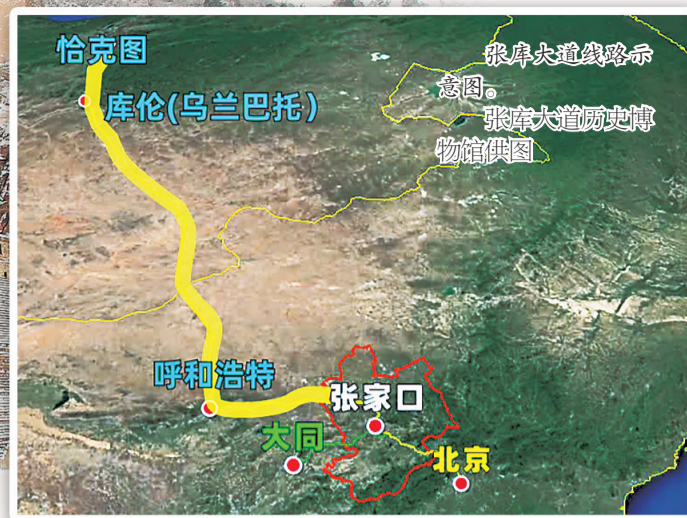 恰克图
张库大道线路示
意图。
库伦(乌兰巴托)
张库大道历史博
物馆供图
呼和浩特
张家口
大同
北京